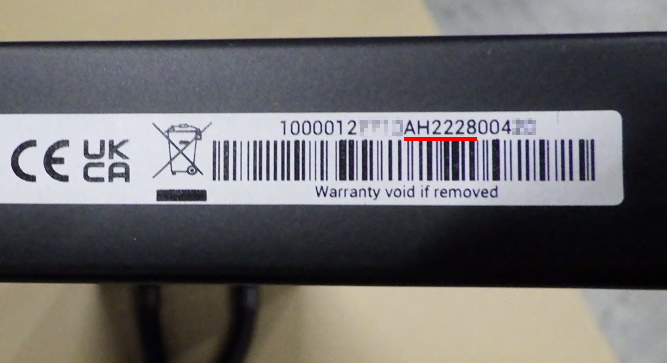 1000012 AH2228004
CE UK
CA
Warranty void if removed